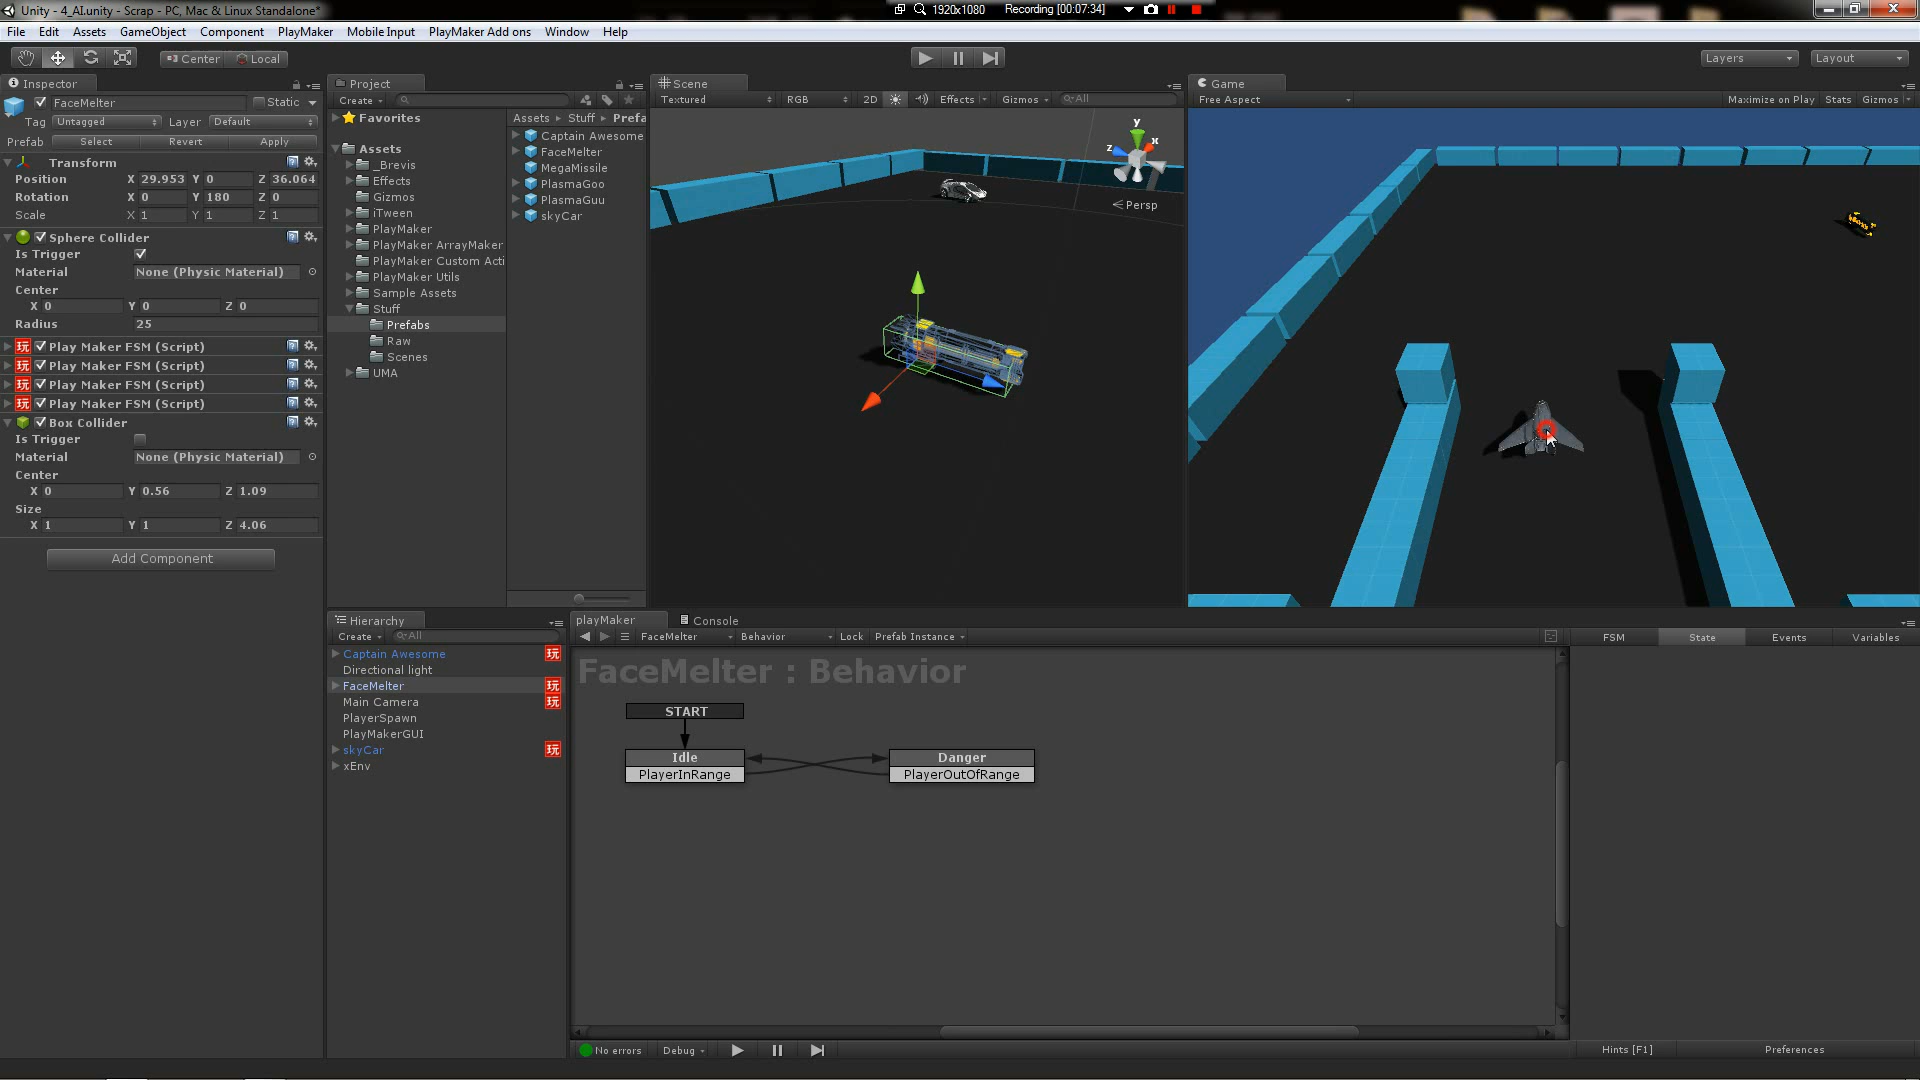 Unity - 4_AI.unity - Scrap - PC, Mac & Linux Standalone*
1920x1080 Recording [00:07:34]
File Edit Assets GameObject Component PlayMaker Mobile Input PlayMaker Add ons Window Help
Center Local
Layers Layout
Inspector
FaceMelter Static
Tag Untagged Layer Default
Prefab Select Revert Apply
Transform
Position X 29.953 Y 0 Z 36.064
Rotation X 0 Y 180 Z 0
Scale X 1 Y 1 Z 1
Sphere Collider
Is Trigger
Material None (Physic Material)
Center
X 0 Y 0 Z 0
Radius 25
玩 Play Maker FSM (Script)
玩 Play Maker FSM (Script)
玩 Play Maker FSM (Script)
玩 Play Maker FSM (Script)
Box Collider
Is Trigger
Material None (Physic Material)
Center
X 0 Y 0.56 Z 1.09
Size
X 1 Y 1 Z 4.06
Add Component
Project
Create
Favorites
Assets
_Brevis
Effects
Gizmos
iTween
PlayMaker
PlayMaker ArrayMaker
PlayMaker Custom Acti
PlayMaker Utils
Sample Assets
Stuff
Prefabs
Raw
Scenes
UMA
Assets Stuff Prefa
Captain Awesome
FaceMelter
MegaMissile
PlasmaGoo
PlasmaGuu
skyCar
Scene
Textured RGB 2D Effects Gizmos All
y
x
z
Persp
Game
Free Aspect Maximize on Play Stats Gizmos
Hierarchy
Create All
Captain Awesome 玩
Directional light
FaceMelter 玩
Main Camera 玩
PlayerSpawn
PlayMakerGUI
skyCar 玩
xEnv
playMaker Console
FaceMelter Behavior Lock Prefab Instance
FaceMelter : Behavior
START
Idle
PlayerInRange
Danger
PlayerOutOfRange
FSM State Events Variables
No errors Debug
Hints [F1] Preferences